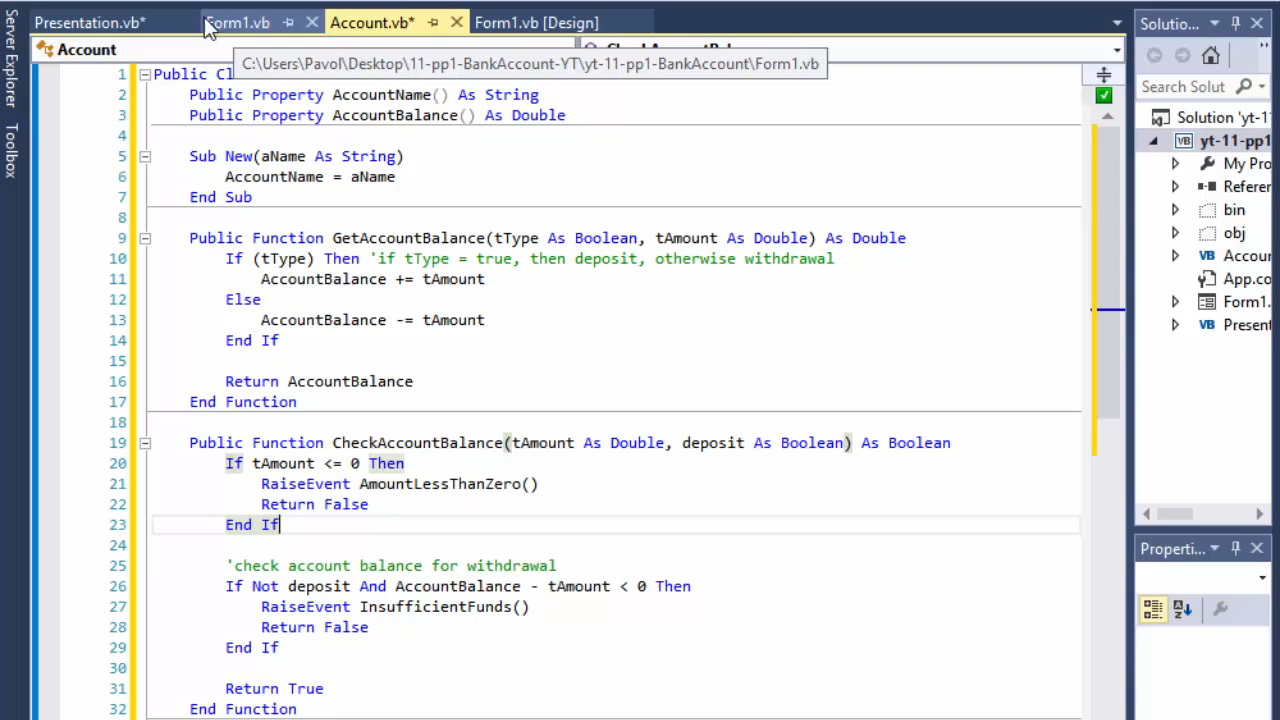 Presentation.vb*
Form1.vb
Account.vb*
Form1.vb [Design]
Account
C:\Users\Pavol\Desktop\11-pp1-BankAccount-YT\yt-11-pp1-BankAccount\Form1.vb
Server Explorer
Toolbox
1 Public Cl
2 Public Property AccountName() As String
3 Public Property AccountBalance() As Double
4
5 Sub New(aName As String)
6 AccountName = aName
7 End Sub
8
9 Public Function GetAccountBalance(tType As Boolean, tAmount As Double) As Double
10 If (tType) Then 'if tType = true, then deposit, otherwise withdrawal
11 AccountBalance += tAmount
12 Else
13 AccountBalance -= tAmount
14 End If
15
16 Return AccountBalance
17 End Function
18
19 Public Function CheckAccountBalance(tAmount As Double, deposit As Boolean) As Boolean
20 If tAmount <= 0 Then
21 RaiseEvent AmountLessThanZero()
22 Return False
23 End If
24
25 'check account balance for withdrawal
26 If Not deposit And AccountBalance - tAmount < 0 Then
27 RaiseEvent InsufficientFunds()
28 Return False
29 End If
30
31 Return True
32 End Function
Solutio...
Search Solut
Solution 'yt-1
VB yt-11-pp1
My Pro
Referer
bin
obj
VB Accour
App.co
Form1.
VB Present
Properti...